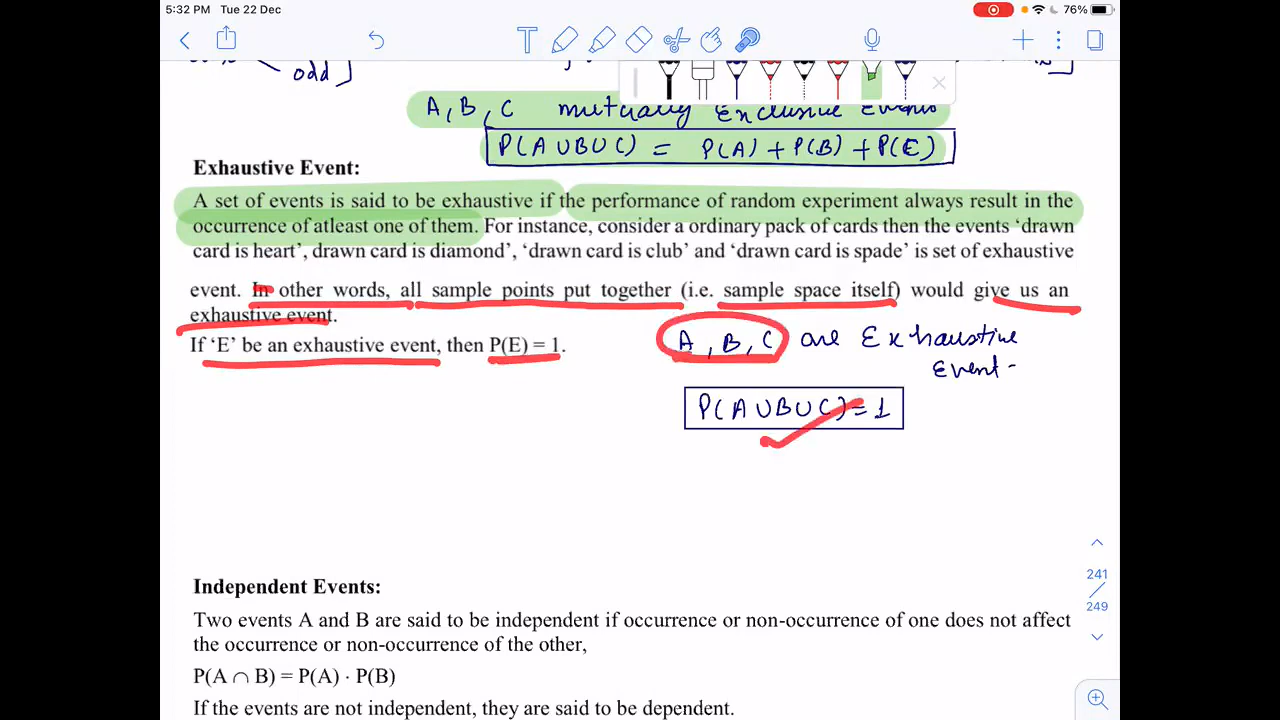 5:32 PM Tue 22 Dec
76%
odd]
A, B, C mutually Exclusive Events
P(A∪B∪C) = P(A) + P(B) + P(E)
Exhaustive Event:
A set of events is said to be exhaustive if the performance of random experiment always result in the
occurrence of atleast one of them. For instance, consider a ordinary pack of cards then the events ‘drawn
card is heart’, drawn card is diamond’, ‘drawn card is club’ and ‘drawn card is spade’ is set of exhaustive
event. In other words, all sample points put together (i.e. sample space itself) would give us an
exhaustive event.
If ‘E’ be an exhaustive event, then P(E) = 1.
A, B, C are Exhaustive
Event-
P(A∪B∪C) = 1
Independent Events:
Two events A and B are said to be independent if occurrence or non-occurrence of one does not affect
the occurrence or non-occurrence of the other,
P(A ∩ B) = P(A) · P(B)
If the events are not independent, they are said to be dependent.
241
/
249